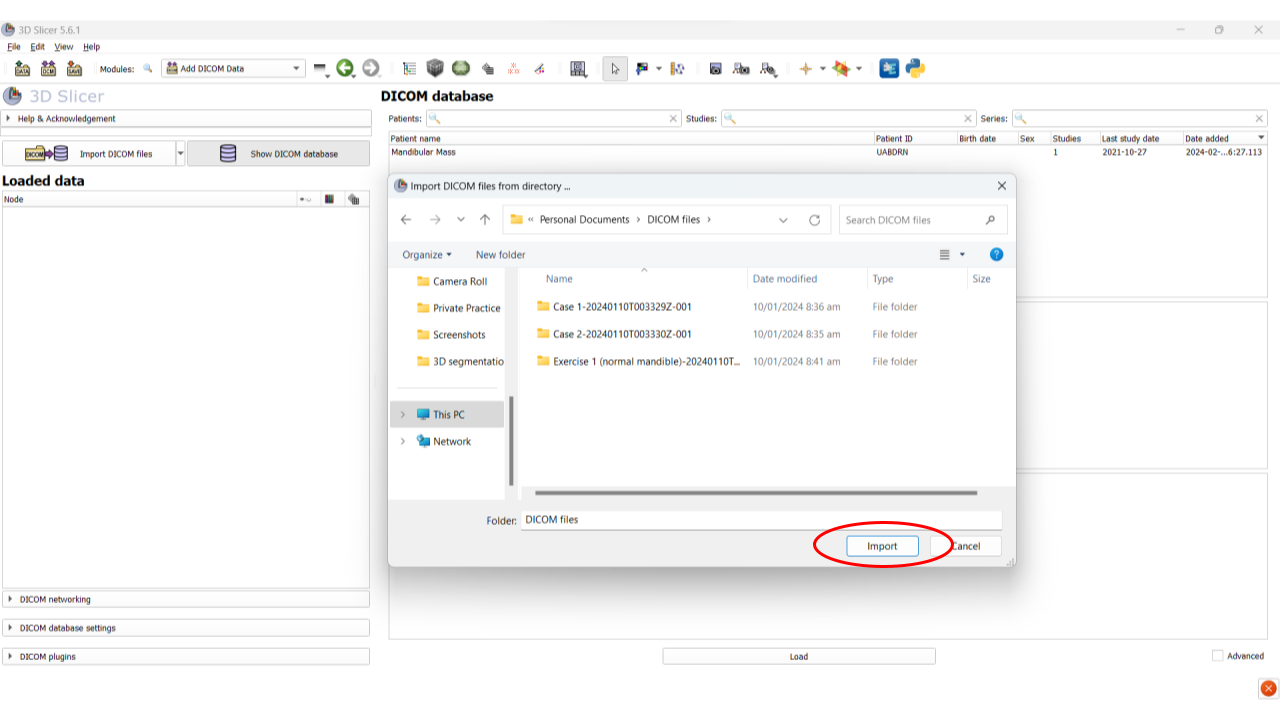 3D Slicer 5.6.1
File Edit View Help
DATA DCM SAVE Modules: Add DICOM Data
3D Slicer
DICOM database
Help & Acknowledgement
Patients: Studies: Series:
Patient name Patient ID Birth date Sex Studies Last study date Date added
Mandibular Mass UABDRN 1 2021-10-27 2024-02-...6:27.113
DICOM Import DICOM files Show DICOM database
Loaded data
Node
Import DICOM files from directory ...
« Personal Documents › DICOM files ›
Search DICOM files
Organize New folder
?
Name Date modified Type Size
Camera Roll
Private Practice
Screenshots
3D segmentatio
This PC
Network
Case 1-20240110T003329Z-001 10/01/2024 8:36 am File folder
Case 2-20240110T003330Z-001 10/01/2024 8:35 am File folder
Exercise 1 (normal mandible)-20240110T... 10/01/2024 8:41 am File folder
Folder: DICOM files
Import Cancel
DICOM networking
DICOM database settings
DICOM plugins
Load
Advanced